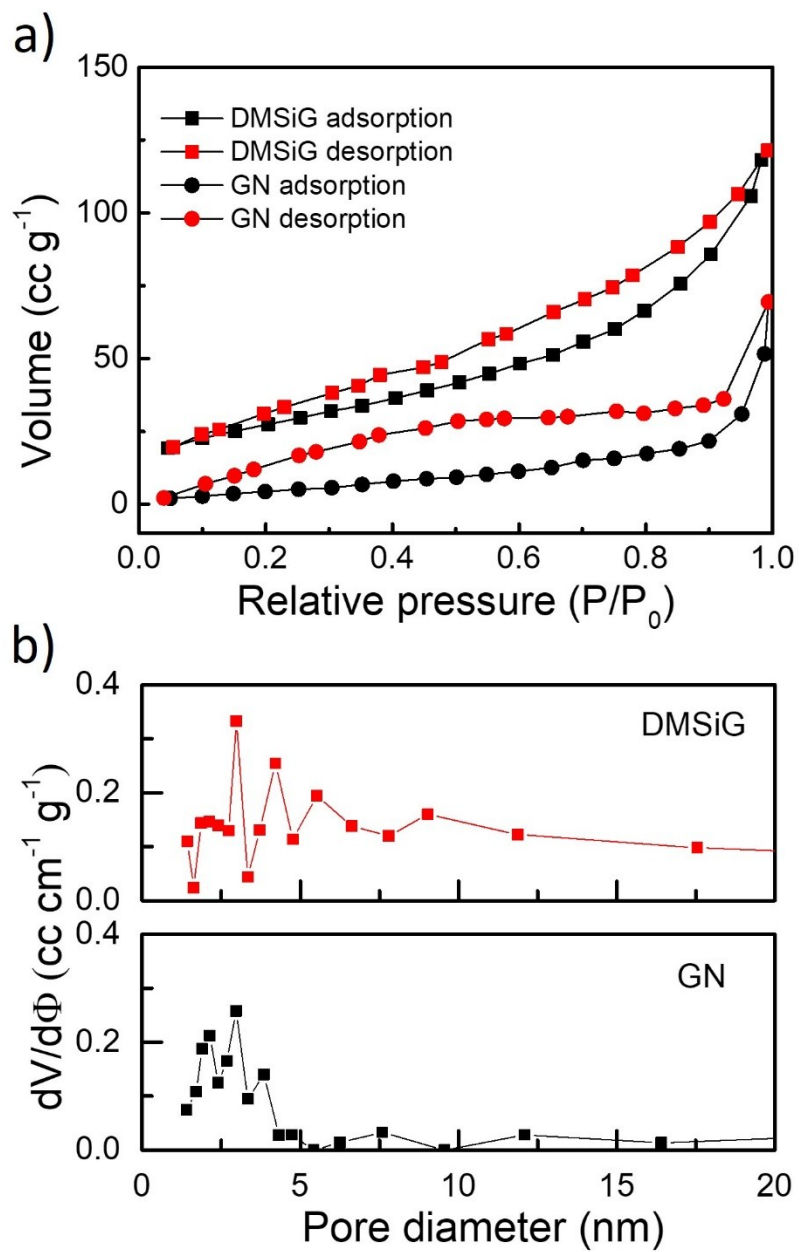 a)
150
100
50
0
Volume (cc g⁻¹)
DMSiG adsorption
DMSiG desorption
GN adsorption
GN desorption
0.0 0.2 0.4 0.6 0.8 1.0
Relative pressure (P/P₀)
b)
0.4
0.2
0.0
DMSiG
dV/dΦ (cc cm⁻¹ g⁻¹)
0.4
0.2
0.0
GN
0 5 10 15 20
Pore diameter (nm)